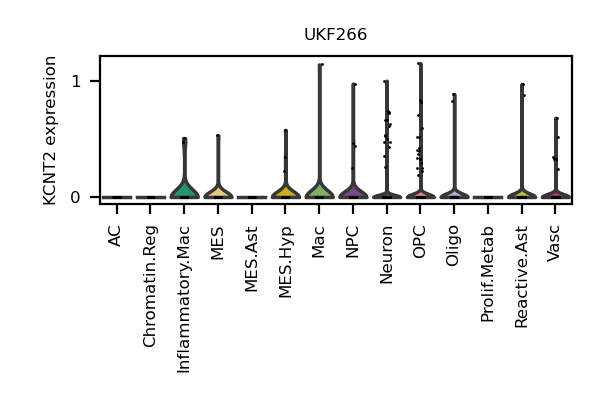 UKF266
KCNT2 expression
1
0
AC
Chromatin.Reg
Inflammatory.Mac
MES
MES.Ast
MES.Hyp
Mac
NPC
Neuron
OPC
Oligo
Prolif.Metab
Reactive.Ast
Vasc